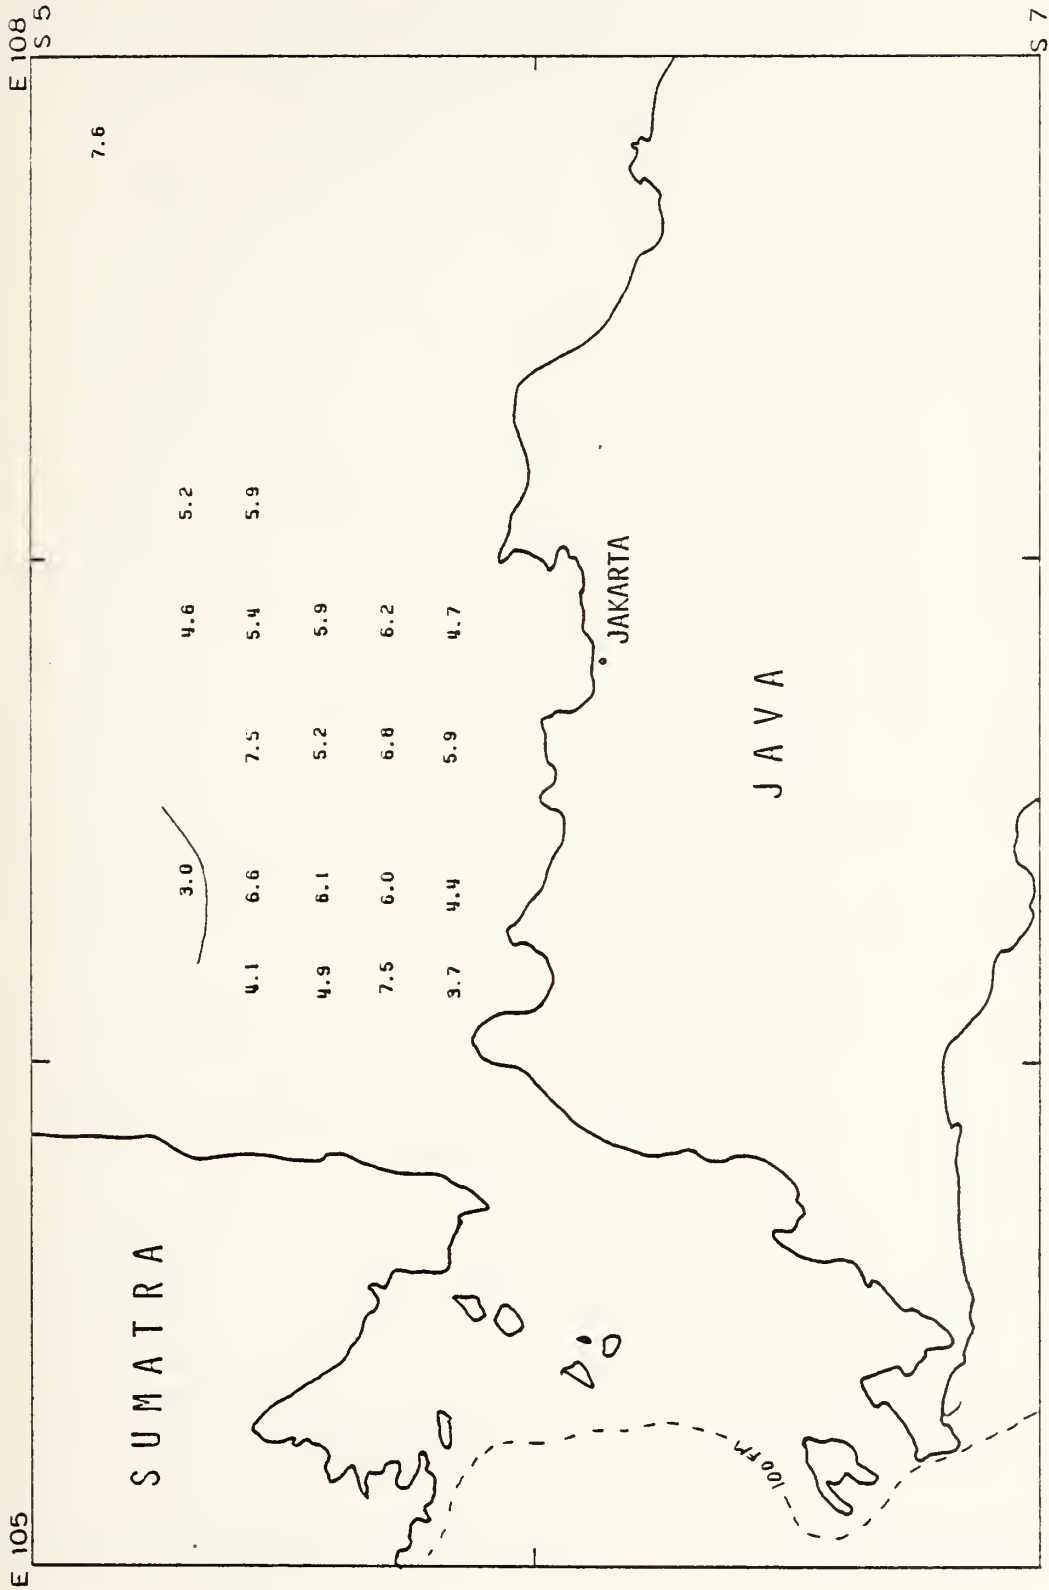 E 105
E 108
S 5
7.6
SUMATRA
3.0 4.6 5.2
4.1 6.6 7.5 5.4 5.9
4.9 6.1 5.2 5.9
7.5 6.0 6.8 6.2
3.7 4.4 5.9 4.7
JAKARTA
100 FM
JAVA
S 7